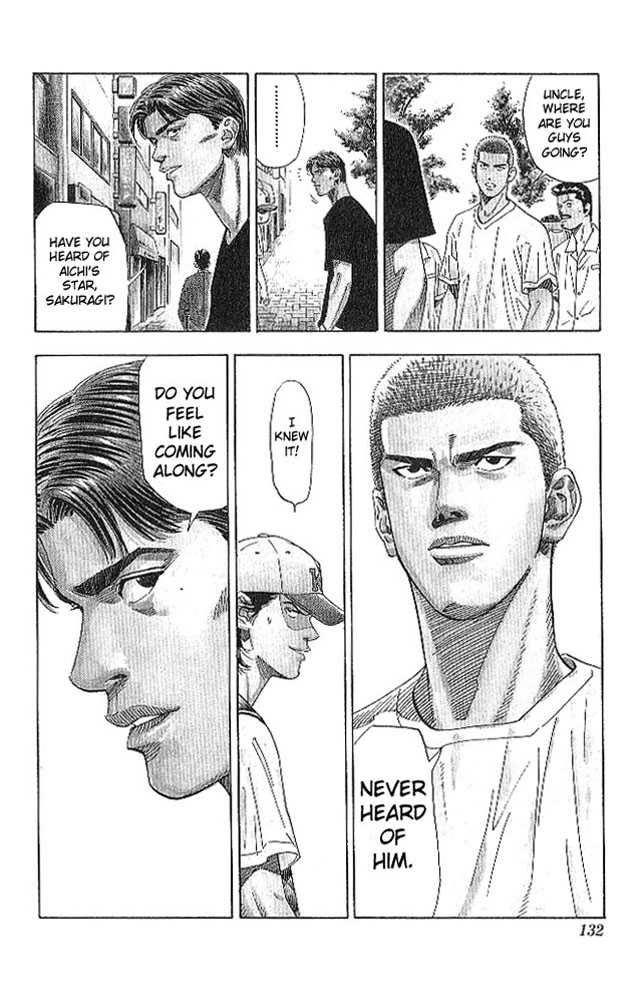 UNCLE,
WHERE
ARE YOU
GUYS
GOING?
.........
HAVE YOU
HEARD OF
AICHI'S
STAR,
SAKURAGI?
NEVER
HEARD
OF
HIM.
I
KNEW
IT!
DO YOU
FEEL
LIKE
COMING
ALONG?
132